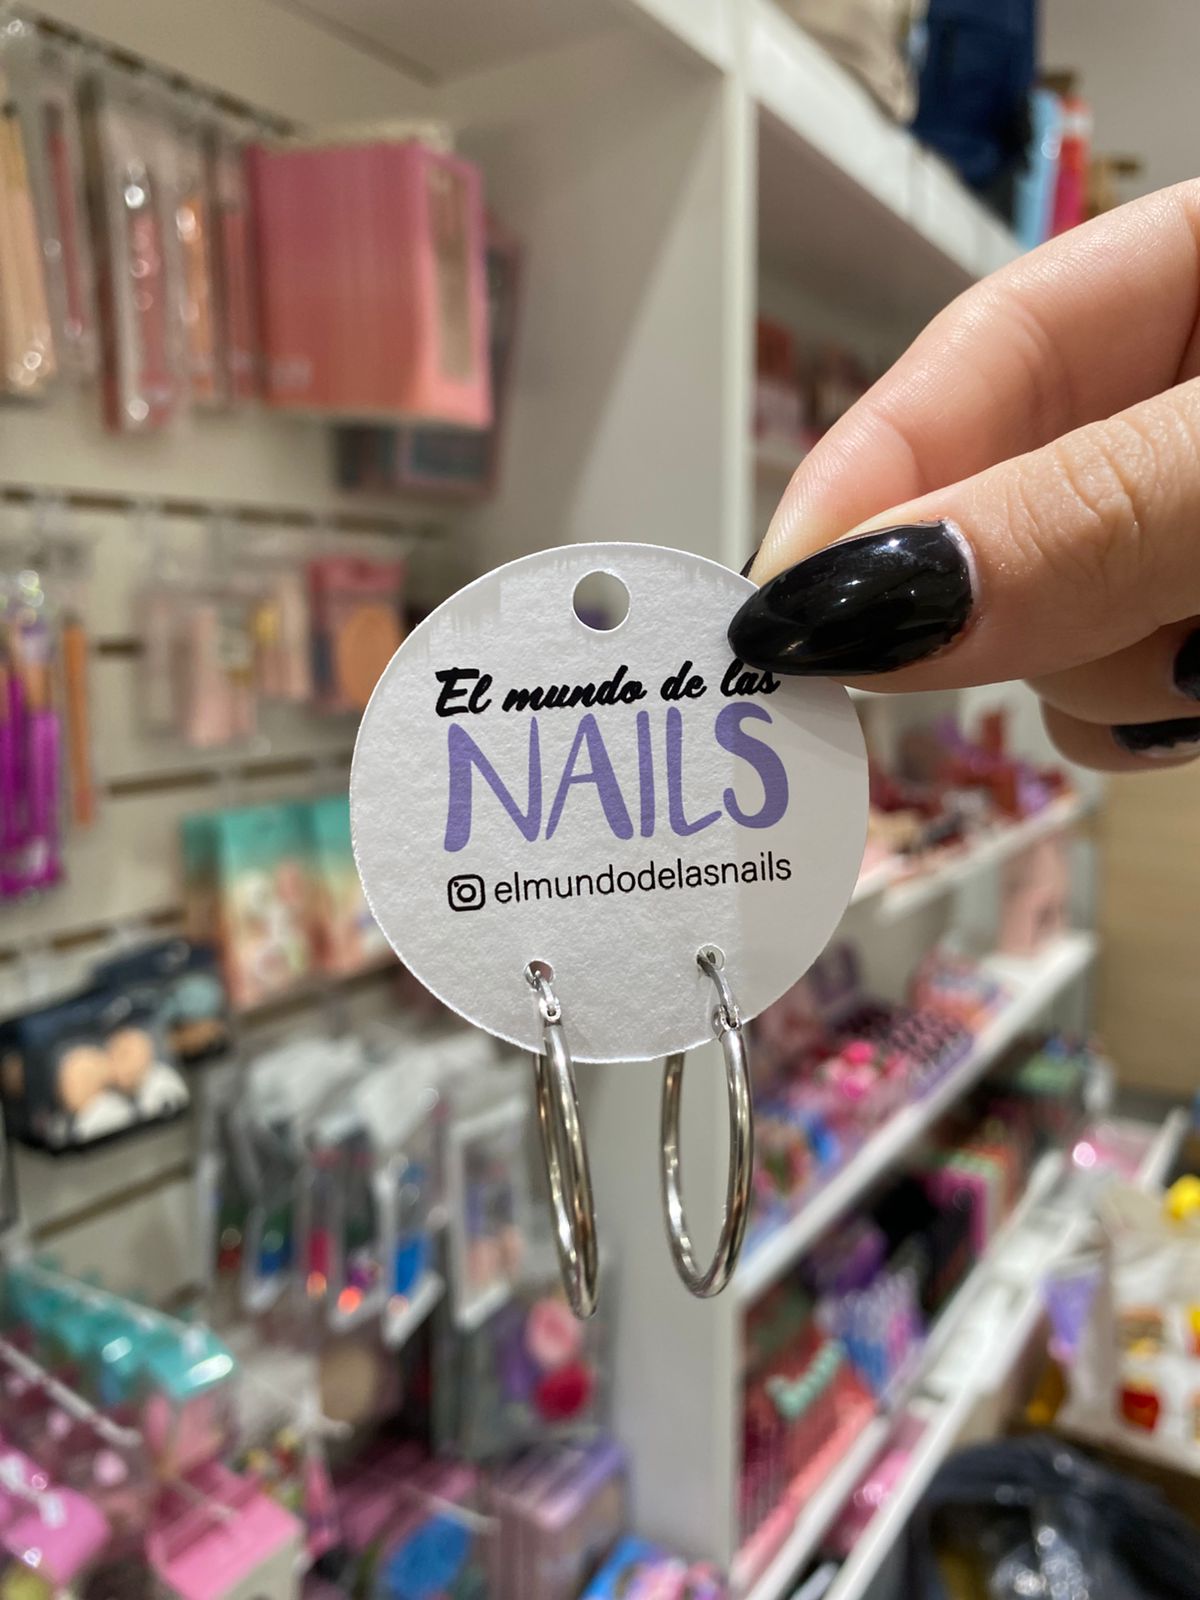 El mundo de las
NAILS
elmundodelasnails